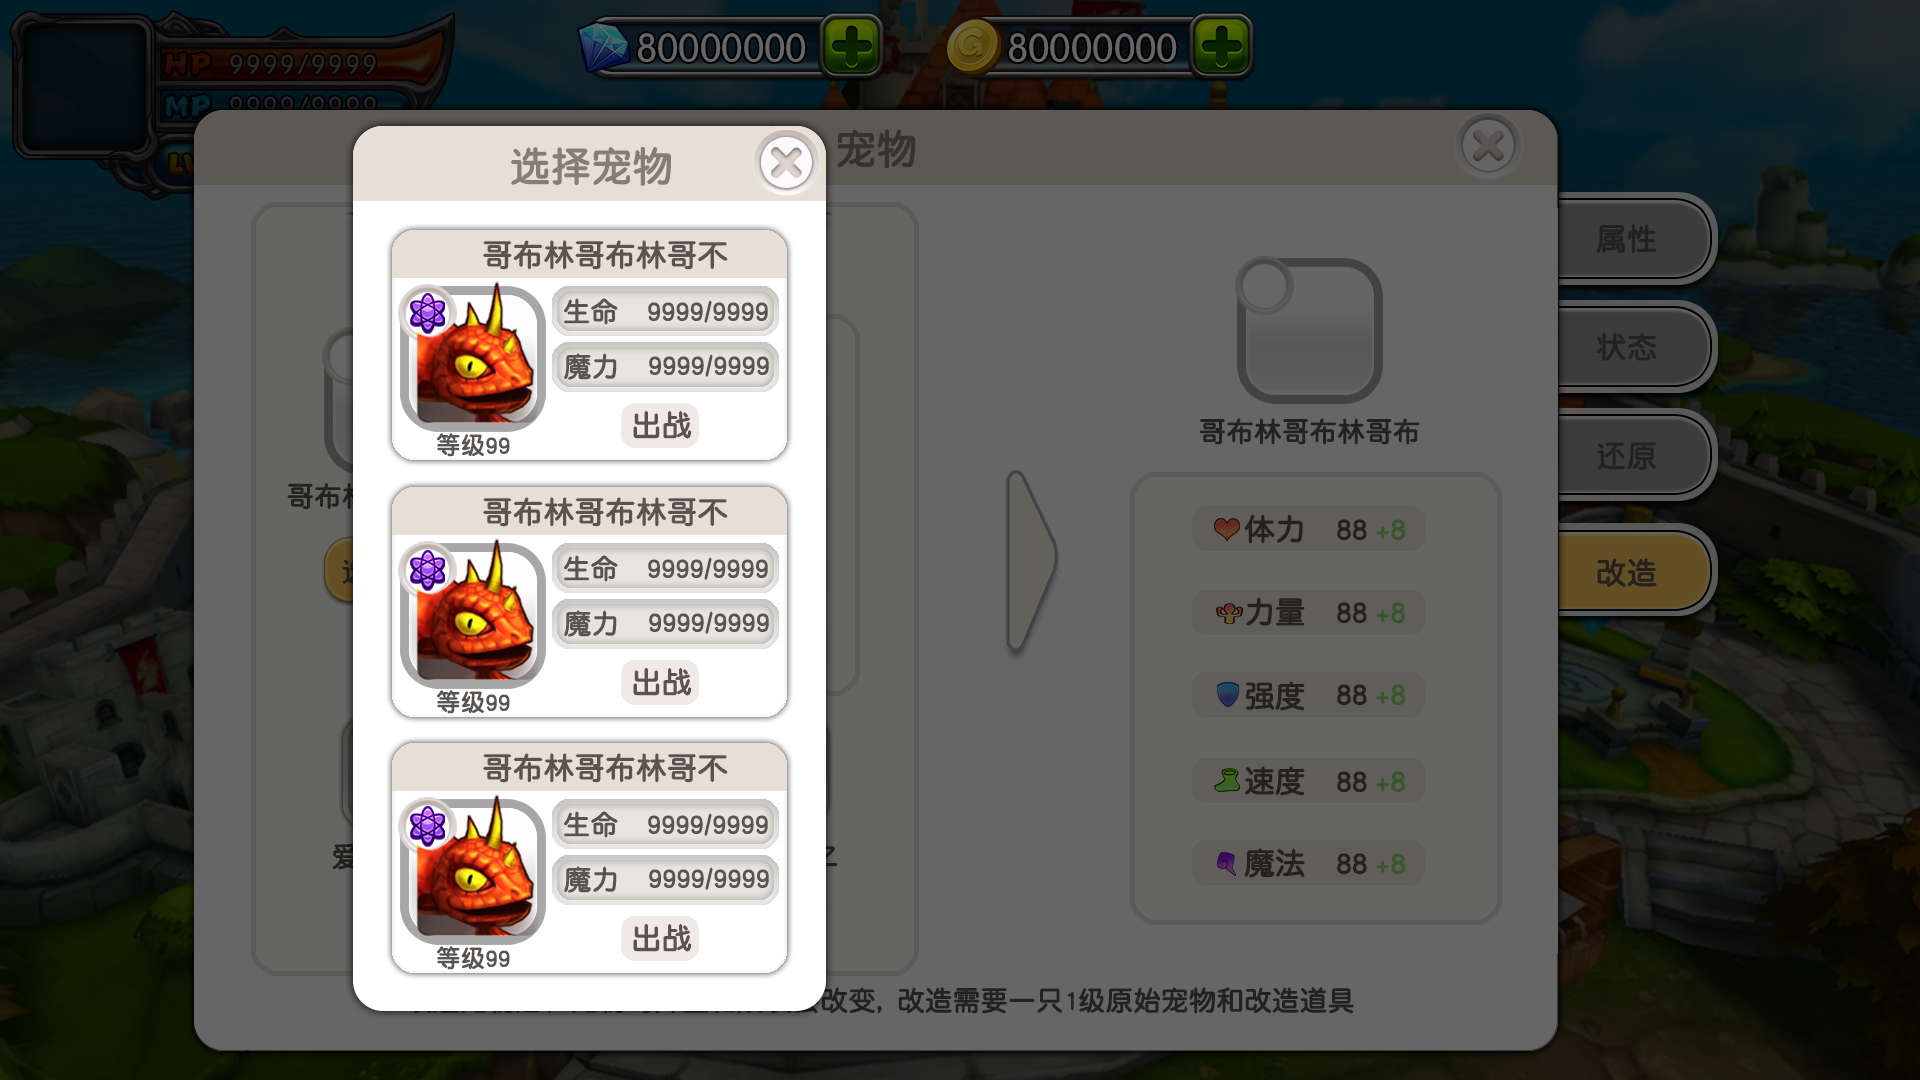 HP 9999/9999
80000000
80000000
MP 9999/9999
宠物
选择宠物
哥布林哥布林哥不
生命 9999/9999
魔力 9999/9999
出战
等级99
哥布林哥布林哥不
生命 9999/9999
魔力 9999/9999
出战
等级99
哥布林哥布林哥不
生命 9999/9999
魔力 9999/9999
出战
等级99
哥布
哥布林哥布林哥布
体力 88 +8
力量 88 +8
强度 88 +8
速度 88 +8
魔法 88 +8
属性
状态
还原
改造
改变, 改造需要一只1级原始宠物和改造道具